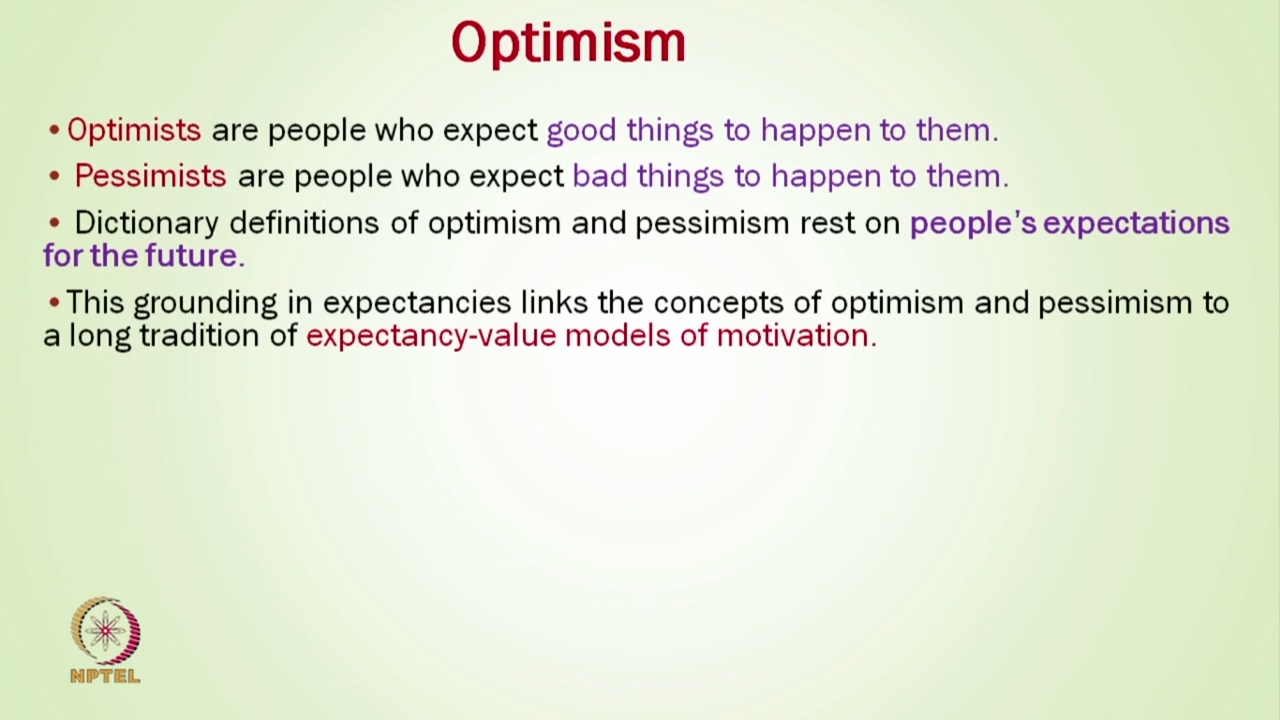 Optimism
• Optimists are people who expect good things to happen to them.
• Pessimists are people who expect bad things to happen to them.
• Dictionary definitions of optimism and pessimism rest on people's expectations
for the future.
• This grounding in expectancies links the concepts of optimism and pessimism to
a long tradition of expectancy-value models of motivation.
NPTEL